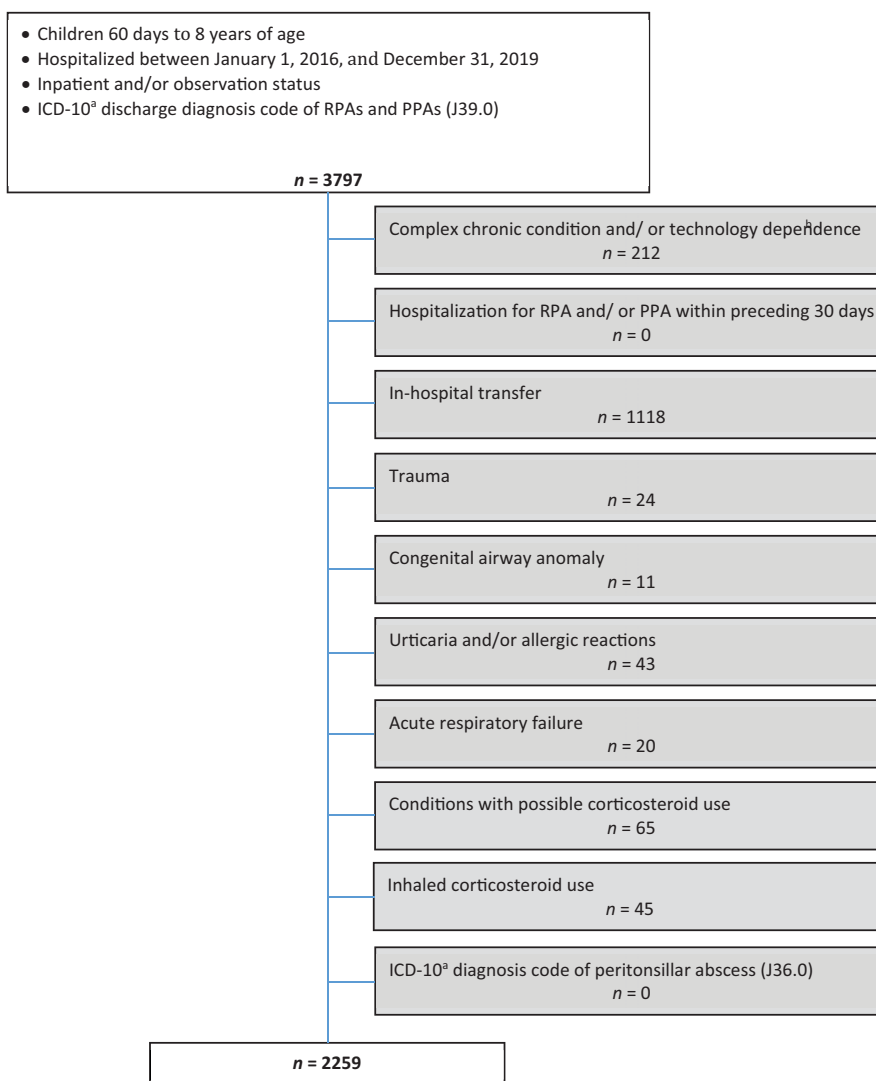 • Children 60 days to 8 years of age
• Hospitalized between January 1, 2016, and December 31, 2019
• Inpatient and/or observation status
• ICD-10ª discharge diagnosis code of RPAs and PPAs (J39.0)
n = 3797
Complex chronic condition and/ or technology dependenceᵇ
n = 212
Hospitalization for RPA and/ or PPA within preceding 30 days
n = 0
In-hospital transfer
n = 1118
Trauma
n = 24
Congenital airway anomaly
n = 11
Urticaria and/or allergic reactions
n = 43
Acute respiratory failure
n = 20
Conditions with possible corticosteroid use
n = 65
Inhaled corticosteroid use
n = 45
ICD-10ª diagnosis code of peritonsillar abscess (J36.0)
n = 0
n = 2259